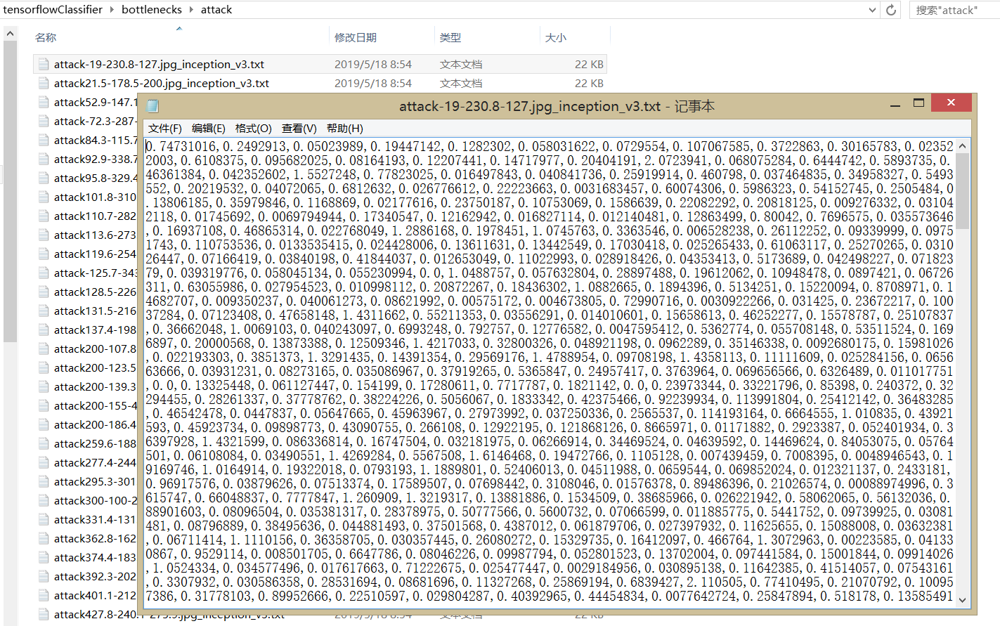 tensorflowClassifier bottlenecks attack 搜索"attack"
名称 修改日期 类型 大小
attack-19-230.8-127.jpg_inception_v3.txt 2019/5/18 8:54 文本文档 22 KB
attack21.5-178.5-200.jpg_inception_v3.txt 2019/5/18 8:54 文本文档 22 KB
attack52.9-147.1
attack-72.3-287-
attack84.3-115.7
attack92.9-338.7
attack95.8-329.4
attack101.8-310
attack110.7-282
attack113.6-273
attack119.6-254
attack-125.7-343
attack128.5-226
attack131.5-216
attack137.4-198
attack200-107.8
attack200-123.5
attack200-139.3
attack200-155-4
attack200-186.4
attack259.6-188
attack277.4-244
attack295.3-301
attack300-100-2
attack331.4-131
attack362.8-162
attack374.4-183
attack392.3-202
attack401.1-212
attack427.8-240.
attack-19-230.8-127.jpg_inception_v3.txt - 记事本
文件(F) 编辑(E) 格式(O) 查看(V) 帮助(H)
0.74731016,0.2492913,0.05023989,0.19447142,0.1282302,0.058031622,0.0729554,0.107067585,0.3722863,0.30165783,0.02352
2003,0.6108375,0.095682025,0.08164193,0.12207441,0.14717977,0.20404191,2.0723941,0.068075284,0.6444742,0.5893735,0.
46361384,0.042352602,1.5527248,0.77823025,0.016497843,0.040841736,0.25919914,0.460798,0.037464835,0.34958327,0.5493
552,0.20219532,0.04072065,0.6812632,0.026776612,0.22223663,0.0031683457,0.60074306,0.5986323,0.54152745,0.2505484,0
.13806185,0.35979846,0.1168869,0.02177616,0.23750187,0.10753069,0.1586639,0.22082292,0.20818125,0.009276332,0.03104
2118,0.01745692,0.0069794944,0.17340547,0.12162942,0.016827114,0.012140481,0.12863499,0.80042,0.7696575,0.035573646
,0.16937108,0.46865314,0.022768049,1.2886168,0.1978451,1.0745763,0.3363546,0.006528238,0.26112252,0.09339999,0.0975
1743,0.110753536,0.0133535415,0.024428006,0.13611631,0.13442549,0.17030418,0.025265433,0.61063117,0.25270265,0.031
026447,0.07166419,0.03840198,0.41844037,0.012653049,0.11022993,0.028918426,0.04353413,0.5173689,0.042498227,0.071823
79,0.039319776,0.058045134,0.055230994,0.0,1.0488757,0.057632804,0.28897488,0.19612062,0.10948478,0.0897421,0.06726
311,0.63055986,0.027954523,0.010998112,0.20872267,0.18436302,1.0882665,0.1894396,0.5134251,0.15220094,0.8708971,0.1
4682707,0.009350237,0.040061273,0.08621992,0.00575172,0.004673805,0.72990716,0.0030922266,0.031425,0.23672217,0.100
37284,0.07123408,0.47658148,1.4311662,0.55211353,0.03556291,0.014010601,0.15658613,0.46252277,0.15578787,0.25107837
,0.36662048,1.0069103,0.040243097,0.6993248,0.792757,0.12776582,0.0047595412,0.5362774,0.055708148,0.53511524,0.169
6897,0.20000568,0.13873388,0.12509346,1.4217033,0.32800326,0.048921198,0.0962289,0.35146338,0.0092680175,0.15981026
,0.022193303,0.3851373,1.3291435,0.14391354,0.29569176,1.4788954,0.09708198,1.4358113,0.11111609,0.025284156,0.0656
63666,0.03931231,0.08273165,0.035086967,0.37919265,0.5365847,0.24957417,0.3763964,0.069656566,0.6326489,0.011017751
,0.0,0.13325448,0.061127447,0.154199,0.17280611,0.7717787,0.1821142,0.0,0.23973344,0.33221796,0.85398,0.240372,0.32
294455,0.28261337,0.37778762,0.38224226,0.5056067,0.1833342,0.42375466,0.92239934,0.113991804,0.25412142,0.36483285
,0.46542478,0.0447837,0.05647665,0.45963967,0.27973992,0.037250336,0.2565537,0.114193164,0.6664555,1.010835,0.43921
593,0.45923734,0.09898773,0.43090755,0.266108,0.12922195,0.121868126,0.8665971,0.01171882,0.2923387,0.052401934,0.3
6397928,1.4321599,0.086336814,0.16747504,0.032181975,0.06266914,0.34469524,0.04639592,0.14469624,0.84053075,0.05764
501,0.06108084,0.03490551,1.4269284,0.5567508,1.6146468,0.19472766,0.1105128,0.007439459,0.7008395,0.0048946543,0.1
9169746,1.0164914,0.19322018,0.0793193,1.1889801,0.52406013,0.04511988,0.0659544,0.069852024,0.012321137,0.2433181,
0.96917576,0.03879626,0.07513374,0.17589507,0.07698442,0.3108046,0.01576378,0.89486396,0.21026574,0.00088974996,0.3
615747,0.66048837,0.7777847,1.260909,1.3219317,0.13881886,0.1534509,0.38685966,0.026221942,0.58062065,0.56132036,0.
88901603,0.08096504,0.035381317,0.28378975,0.50777566,0.5600732,0.07066599,0.011885775,0.5441752,0.09739925,0.03081
481,0.08796889,0.38495636,0.044881493,0.37501568,0.4387012,0.061879706,0.027397932,0.11625655,0.15088008,0.03632381
,0.06711414,1.1110156,0.36358705,0.030357445,0.26080272,0.15329735,0.16412097,0.466764,1.3072963,0.00223585,0.04133
0867,0.9529114,0.008501705,0.6647786,0.08046226,0.09987794,0.052801523,0.13702004,0.097441584,0.15001844,0.09914026
,1.0524334,0.034577496,0.017617663,0.71222675,0.025477447,0.0029184956,0.030895138,0.11642385,0.41514057,0.07543161
,0.3307932,0.030586358,0.28531694,0.08681696,0.11327268,0.25869194,0.6839427,2.110505,0.77410495,0.21070792,0.10095
7386,0.31778103,0.89952666,0.22510597,0.029804287,0.40392965,0.44454834,0.0077642724,0.25847894,0.518178,0.13585491